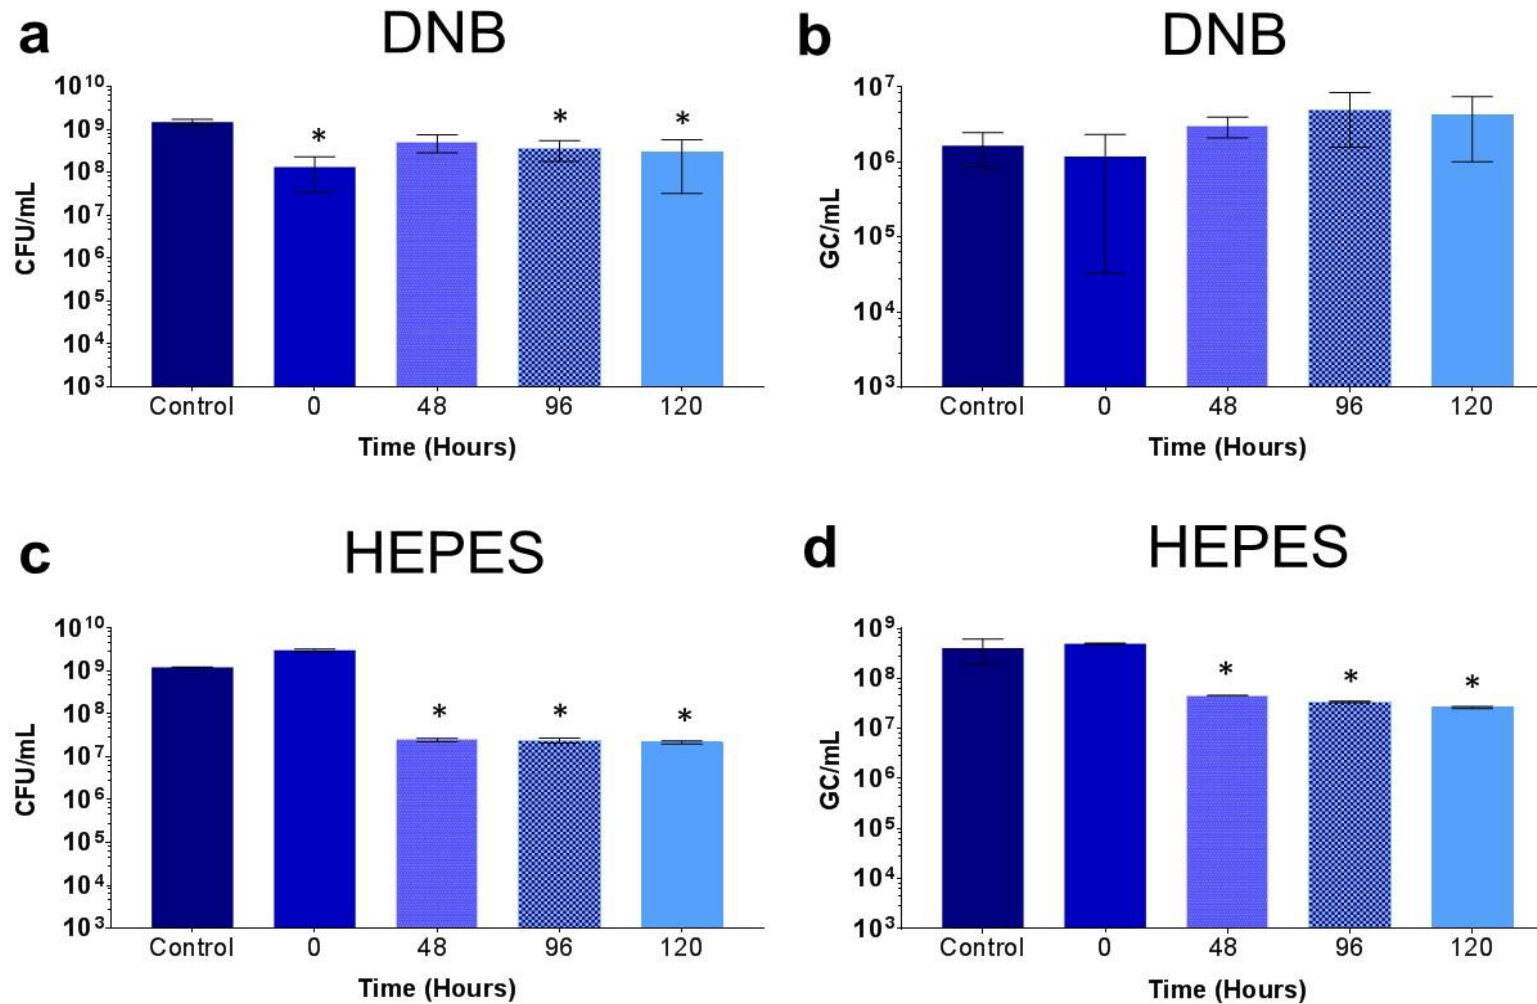 a DNB
CFU/mL
10¹⁰
10⁹
10⁸
10⁷
10⁶
10⁵
10⁴
10³
*
*
*
Control 0 48 96 120
Time (Hours)
b DNB
GC/mL
10⁷
10⁶
10⁵
10⁴
10³
Control 0 48 96 120
Time (Hours)
c HEPES
CFU/mL
10¹⁰
10⁹
10⁸
10⁷
10⁶
10⁵
10⁴
10³
*
*
*
Control 0 48 96 120
Time (Hours)
d HEPES
GC/mL
10⁹
10⁸
10⁷
10⁶
10⁵
10⁴
10³
*
*
*
Control 0 48 96 120
Time (Hours)